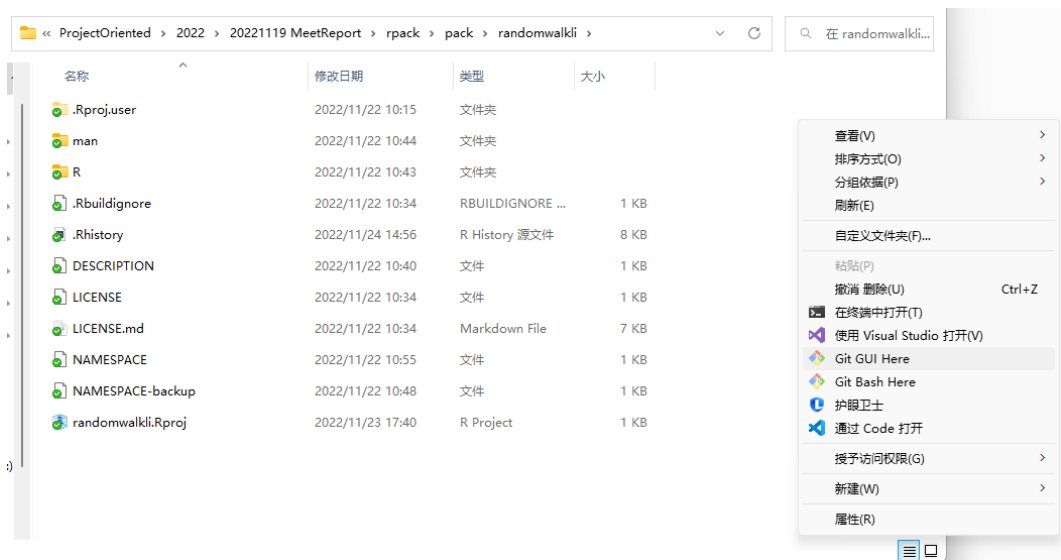 « ProjectOriented › 2022 › 20221119 MeetReport › rpack › pack › randomwalkli ›
在 randomwalkli...
名称 修改日期 类型 大小
.Rproj.user 2022/11/22 10:15 文件夹
man 2022/11/22 10:44 文件夹
R 2022/11/22 10:43 文件夹
.Rbuildignore 2022/11/22 10:34 RBUILDIGNORE ... 1 KB
.Rhistory 2022/11/24 14:56 R History 源文件 8 KB
DESCRIPTION 2022/11/22 10:40 文件 1 KB
LICENSE 2022/11/22 10:34 文件 1 KB
LICENSE.md 2022/11/22 10:34 Markdown File 7 KB
NAMESPACE 2022/11/22 10:55 文件 1 KB
NAMESPACE-backup 2022/11/22 10:48 文件 1 KB
randomwalkli.Rproj 2022/11/23 17:40 R Project 1 KB
:)
查看(V)
排序方式(O)
分组依据(P)
刷新(E)
自定义文件夹(F)...
粘贴(P)
撤消 删除(U) Ctrl+Z
在终端中打开(T)
使用 Visual Studio 打开(V)
Git GUI Here
Git Bash Here
护眼卫士
通过 Code 打开
授予访问权限(G)
新建(W)
属性(R)